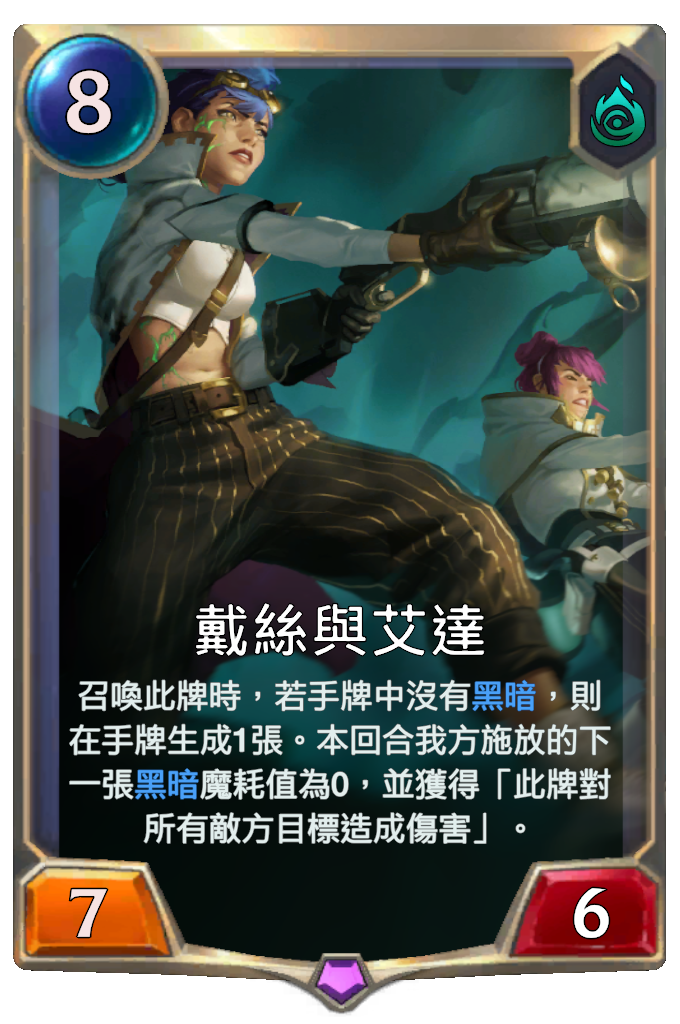 8
戴絲與艾達
召喚此牌時，若手牌中沒有黑暗，則
在手牌生成1張。本回合我方施放的下
一張黑暗魔耗值為0，並獲得「此牌對
所有敵方目標造成傷害」。
7
6